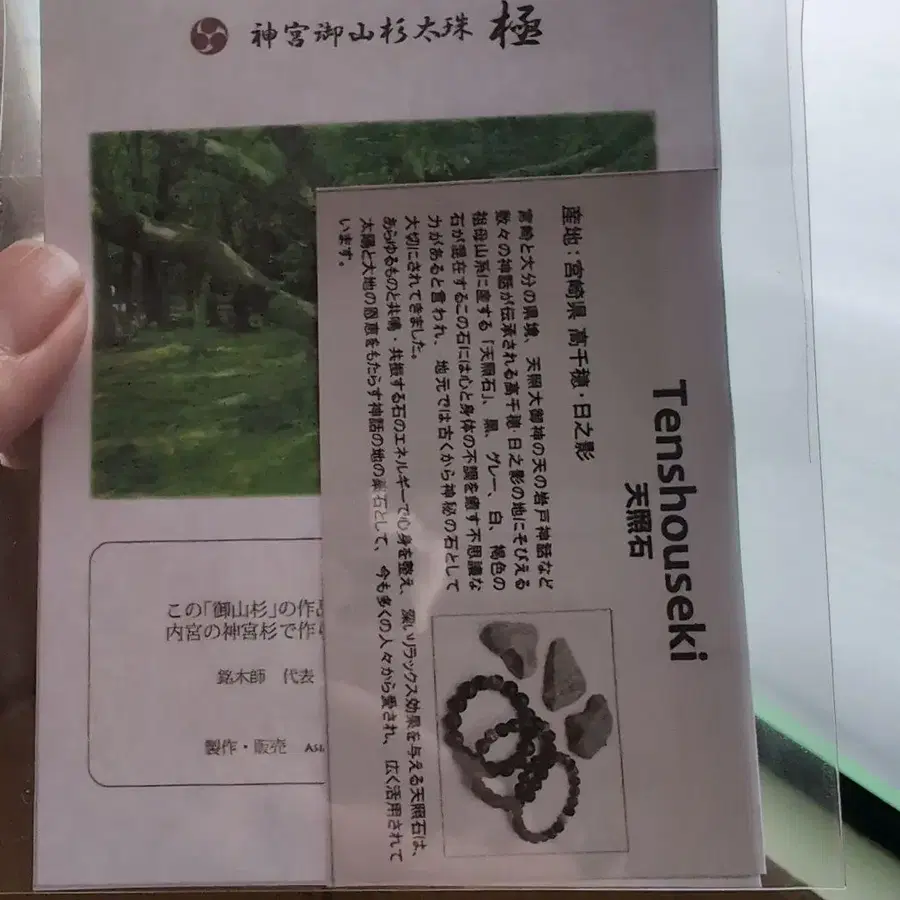 神宮御山杉太珠 極
この「御山杉」の作品
内宮の神宮杉で作ら
銘木師 代表
製作・販売
Tenshouseki
天照石
産地：宮崎県 高千穂・日之影
宮崎と大分の県境、天照大御神の天の岩戸神話など
数々の神話が伝承される高千穂・日之影の地にそびえる
祖母山系に産する「天照石」、黒、グレー、白、褐色の
石が混在するこの石には心と身体の不調を癒す不思議な
力があると言われ、地元では古くから神秘の石として
大切にされてきました。
あらゆるものと共鳴・共振する石のエネルギーで心身を整え、深いリラックス効果を与える天照石は、
太陽と大地の恩恵をもたらす神話の地の薬石として、今も多くの人々から愛され、広く活用されて
います。